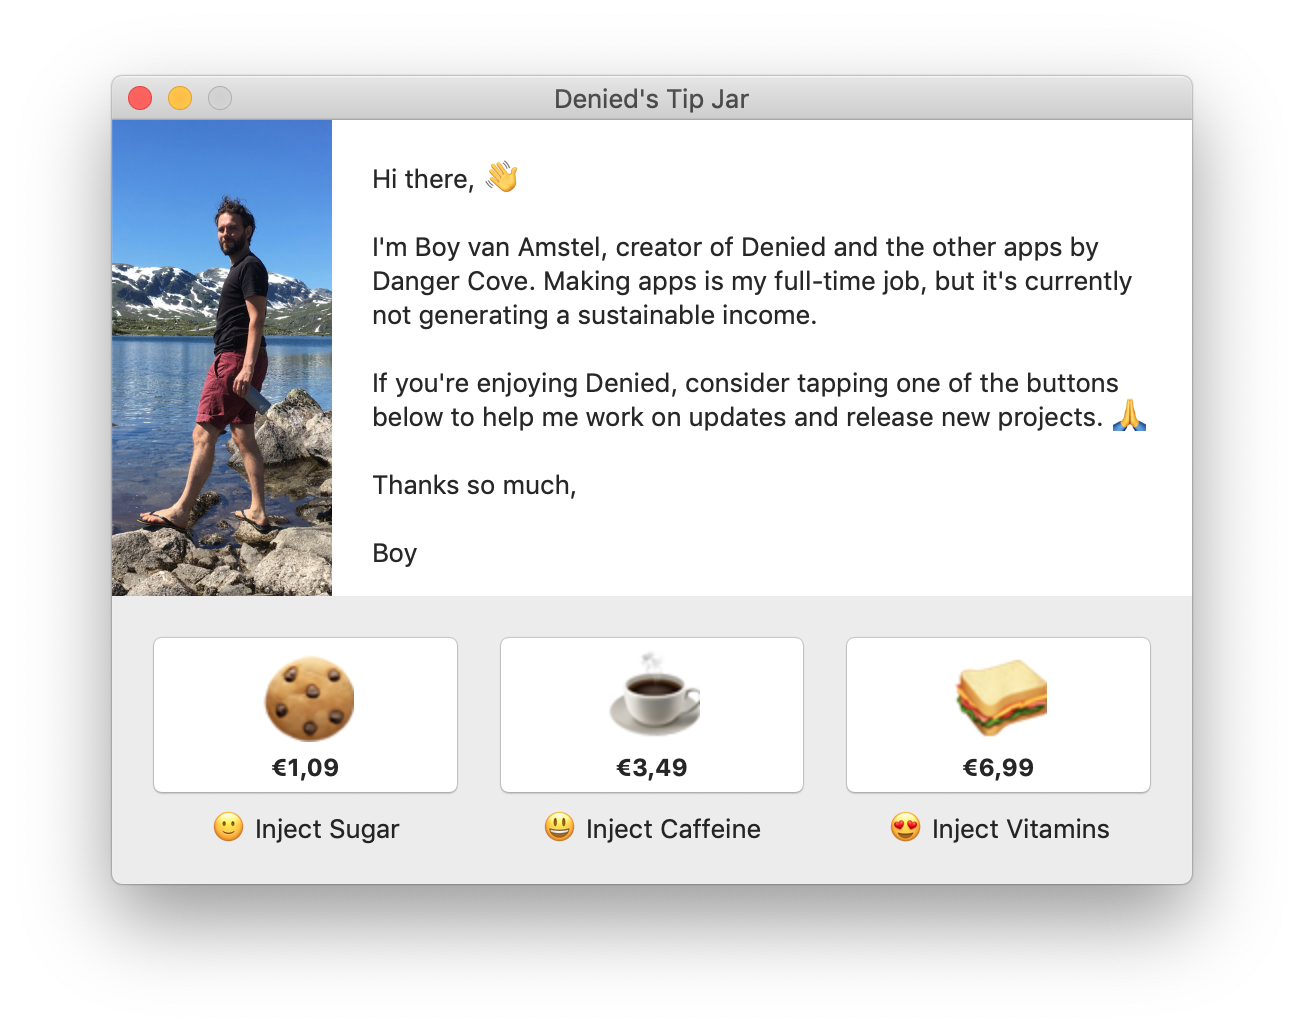 Denied's Tip Jar
Hi there, 👋
I'm Boy van Amstel, creator of Denied and the other apps by
Danger Cove. Making apps is my full-time job, but it's currently
not generating a sustainable income.
If you're enjoying Denied, consider tapping one of the buttons
below to help me work on updates and release new projects. 🙏
Thanks so much,
Boy
€1,09
€3,49
€6,99
🙂 Inject Sugar
😃 Inject Caffeine
😍 Inject Vitamins